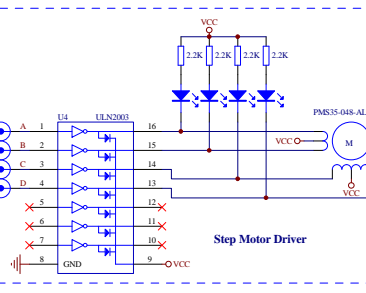 VCC
2.2K 2.2K 2.2K 2.2K
PMS35-048-AL
U4 ULN2003
A 1 16
B 2 15 VCC M
C 3 14
D 4 13 VCC
5 12
6 11
7 10
8 GND 9 VCC
Step Motor Driver